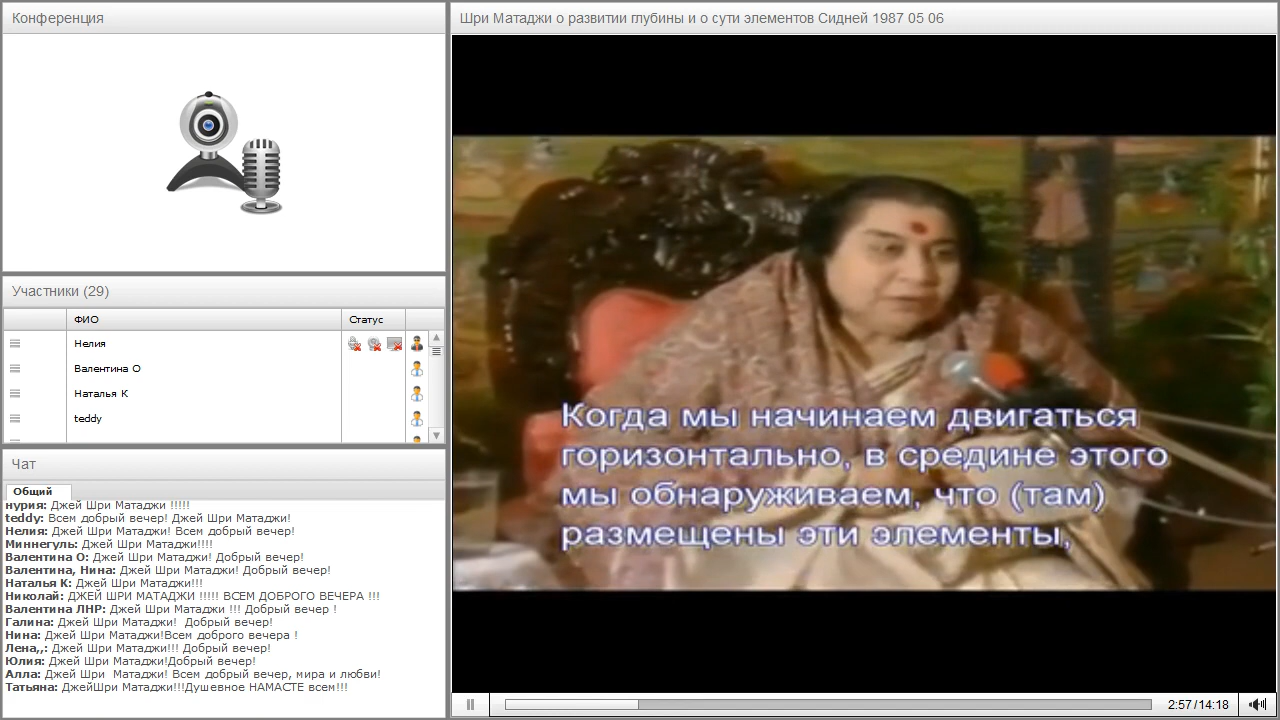 Конференция
Шри Матаджи о развитии глубины и о сути элементов Сидней 1987 05 06
Участники (29)
ФИО Статус
Нелия
Валентина О
Наталья К
teddy
Чат
Общий
нурия: Джей Шри Матаджи !!!!!
teddy: Всем добрый вечер! Джей Шри Матаджи!
Нелия: Джей Шри Матаджи! Всем добрый вечер!
Миннегуль: Джей Шри Матаджи!!!!
Валентина О: Джей Шри Матаджи! Добрый вечер!
Валентина, Нина: Джей Шри Матаджи! Добрый вечер!
Наталья К: Джей Шри Матаджи!!!
Николай: ДЖЕЙ ШРИ МАТАДЖИ !!!!! ВСЕМ ДОБРОГО ВЕЧЕРА !!!
Валентина ЛНР: Джей Шри Матаджи !!! Добрый вечер !
Галина: Джей Шри Матаджи!  Добрый вечер!
Нина: Джей Шри Матаджи!Всем доброго вечера !
Лена,,: Джей Шри Матаджи!!! Добрый вечер!
Юлия: Джей Шри Матаджи!Добрый вечер!
Алла: Джей Шри  Матаджи! Всем добрый вечер, мира и любви!
Татьяна: ДжейШри Матаджи!!!Душевное НАМАСТЕ всем!!!
Когда мы начинаем двигаться
горизонтально, в средине этого
мы обнаруживаем, что (там)
размещены эти элементы,
2:57/14:18